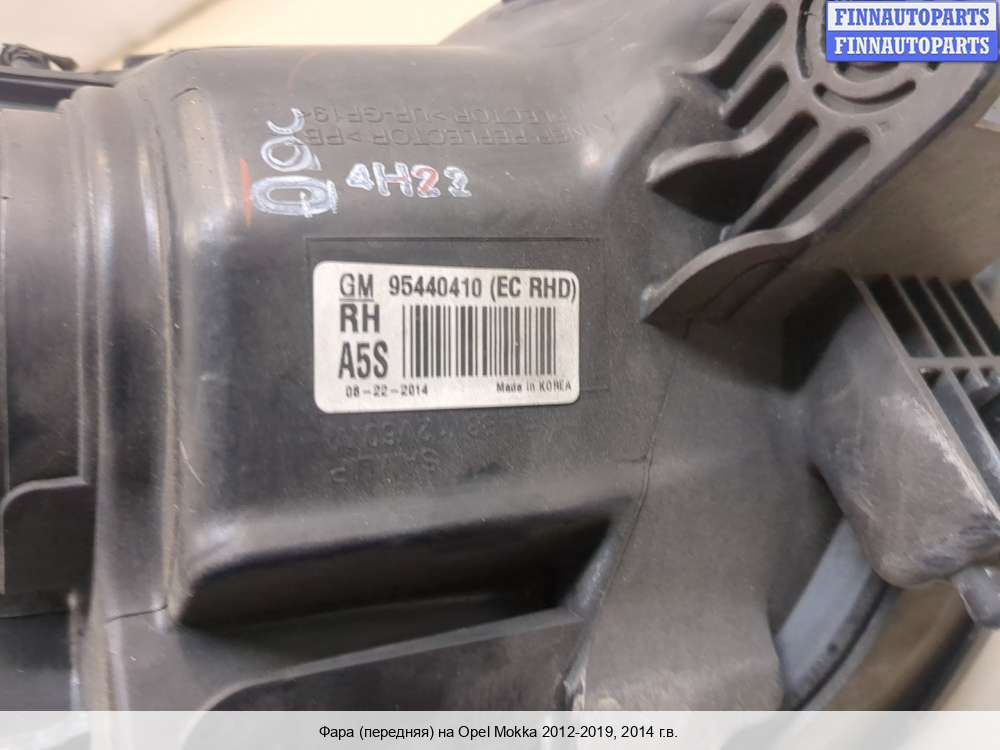 FINNAUTOPARTS
FINNAUTOPARTS
4H22
GM 95440410 (EC RHD)
RH
A5S
08-22-2014
Made in KOREA
Фара (передняя) на Opel Mokka 2012-2019, 2014 г.в.